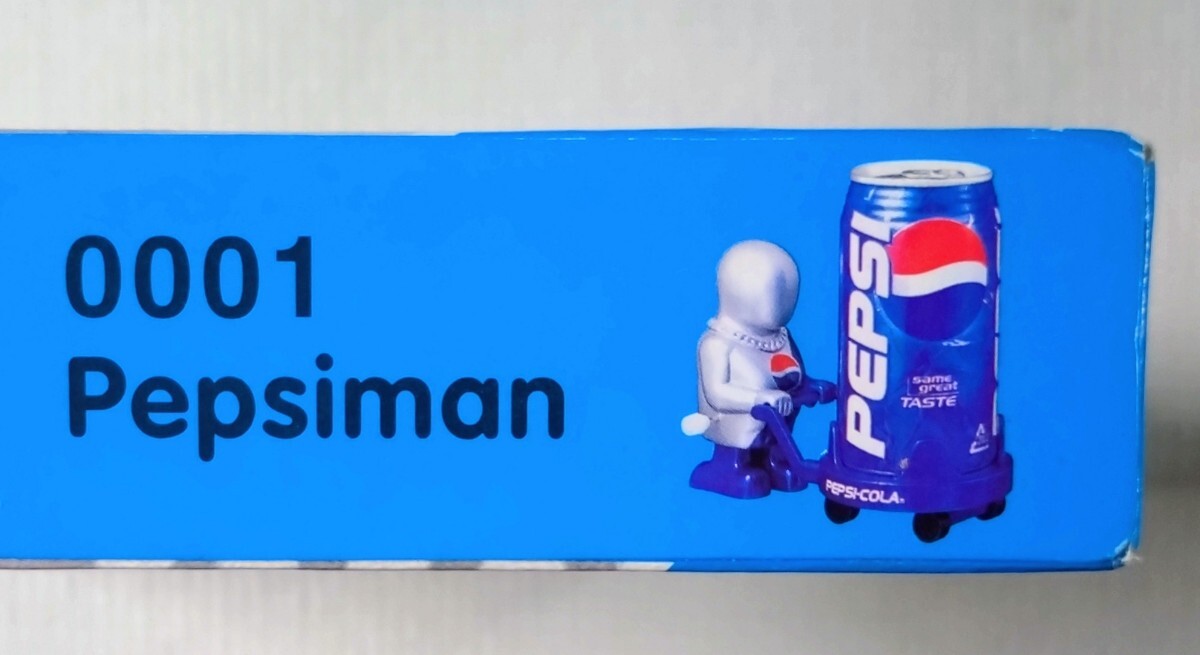 0001
Pepsiman
PEPSI
same
great
TASTE
PEPSI-COLA